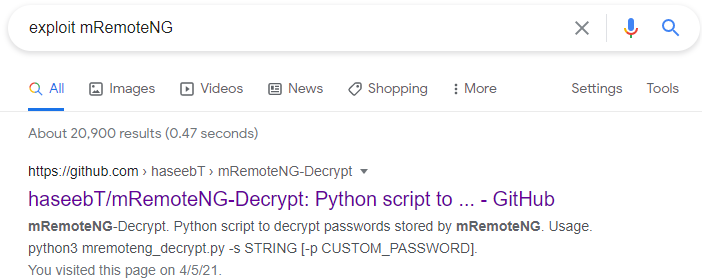 exploit mRemoteNG
All Images Videos News Shopping More Settings Tools
About 20,900 results (0.47 seconds)
https://github.com › haseebT › mRemoteNG-Decrypt
haseebT/mRemoteNG-Decrypt: Python script to ... - GitHub
mRemoteNG-Decrypt. Python script to decrypt passwords stored by mRemoteNG. Usage.
python3 mremoteng_decrypt.py -s STRING [-p CUSTOM_PASSWORD].
You visited this page on 4/5/21.